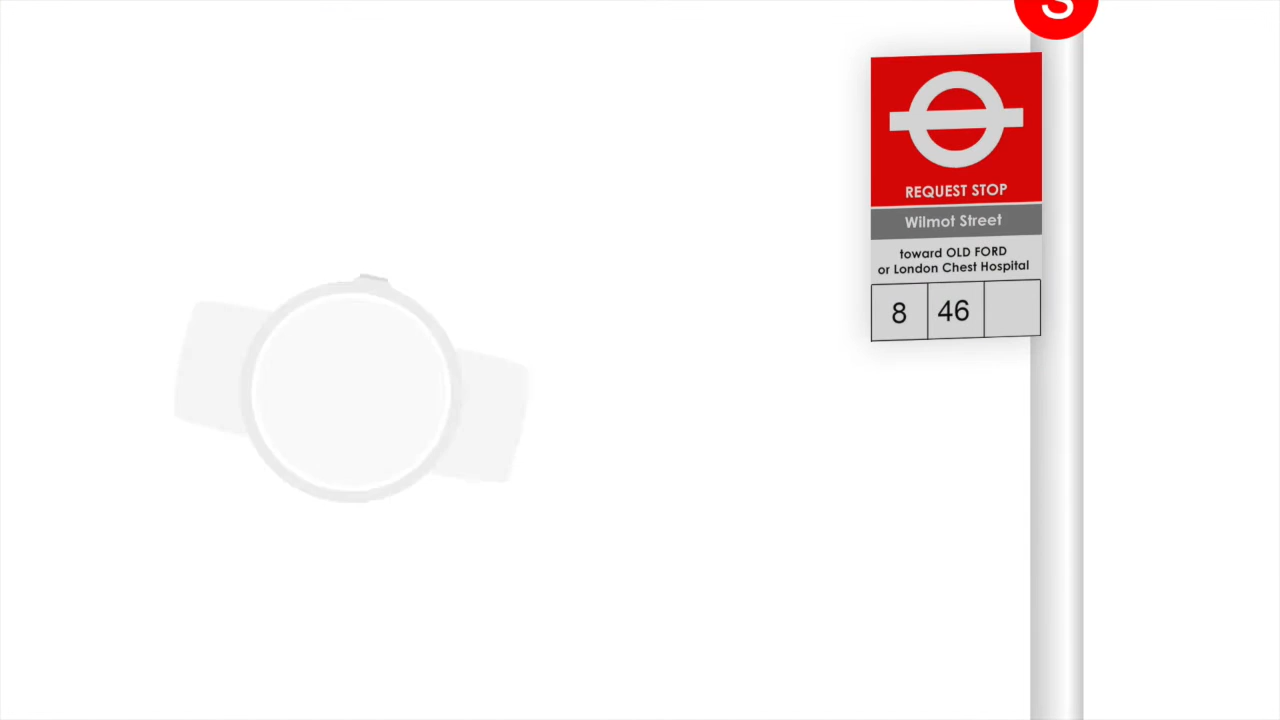 S
REQUEST STOP
Wilmot Street
toward OLD FORD
or London Chest Hospital
8 46